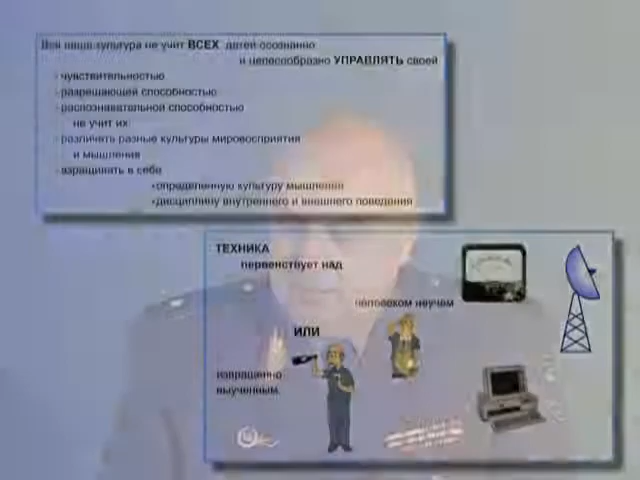 Вся наша культура не учит ВСЕХ детей осознанно
и целесообразно УПРАВЛЯТЬ своей
- чувствительностью
- разрешающей способностью
- распознавательной способностью
не учит их:
- различать разные культуры мировосприятия
и мышления
- взращивать в себе
•определенную культуру мышления
•дисциплину внутреннего и внешнего поведения
ТЕХНИКА
первенствует над
человеком неучем
ИЛИ
извращенно
выученным.